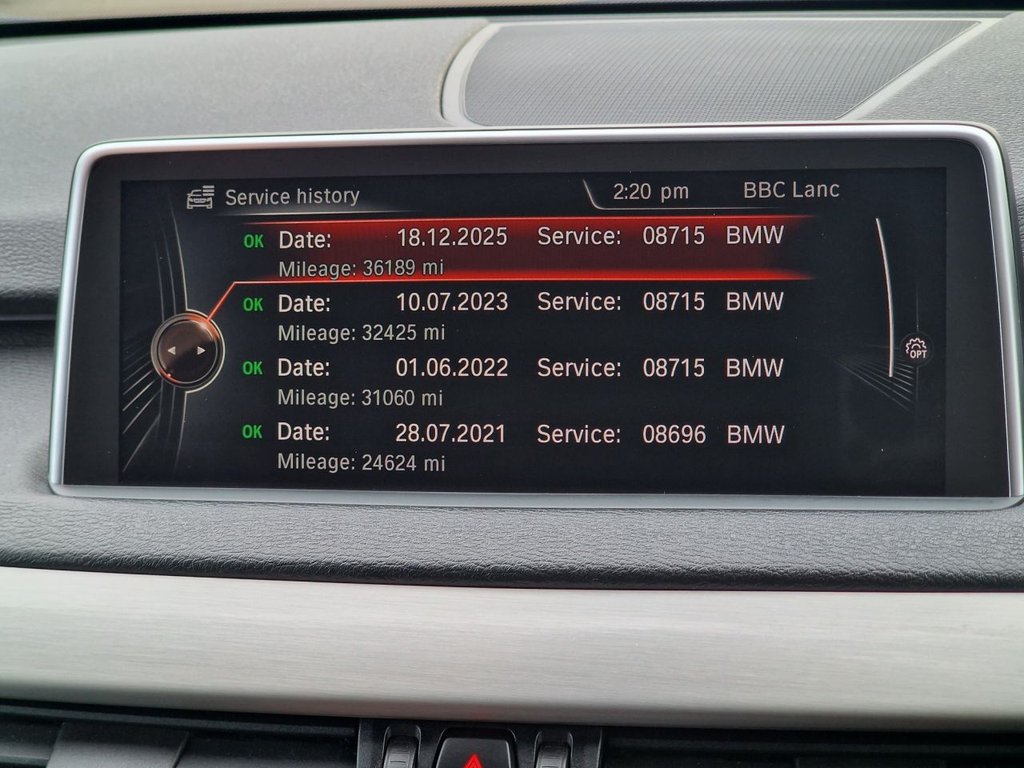 Service history 2:20 pm BBC Lanc
OK Date: 18.12.2025 Service: 08715 BMW
Mileage: 36189 mi
OK Date: 10.07.2023 Service: 08715 BMW
Mileage: 32425 mi
OPT
OK Date: 01.06.2022 Service: 08715 BMW
Mileage: 31060 mi
OK Date: 28.07.2021 Service: 08696 BMW
Mileage: 24624 mi